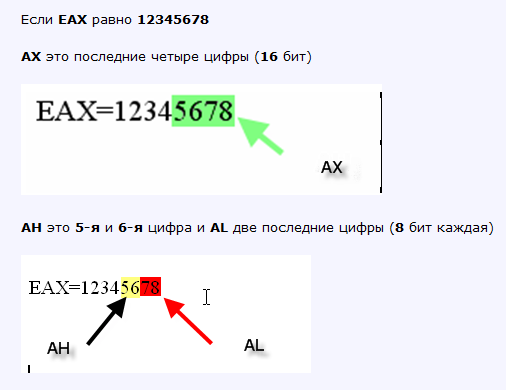 Если EAX равно 12345678
AX это последние четыре цифры (16 бит)
EAX=12345678
AX
AH это 5-я и 6-я цифра и AL две последние цифры (8 бит каждая)
EAX=12345678
AH AL